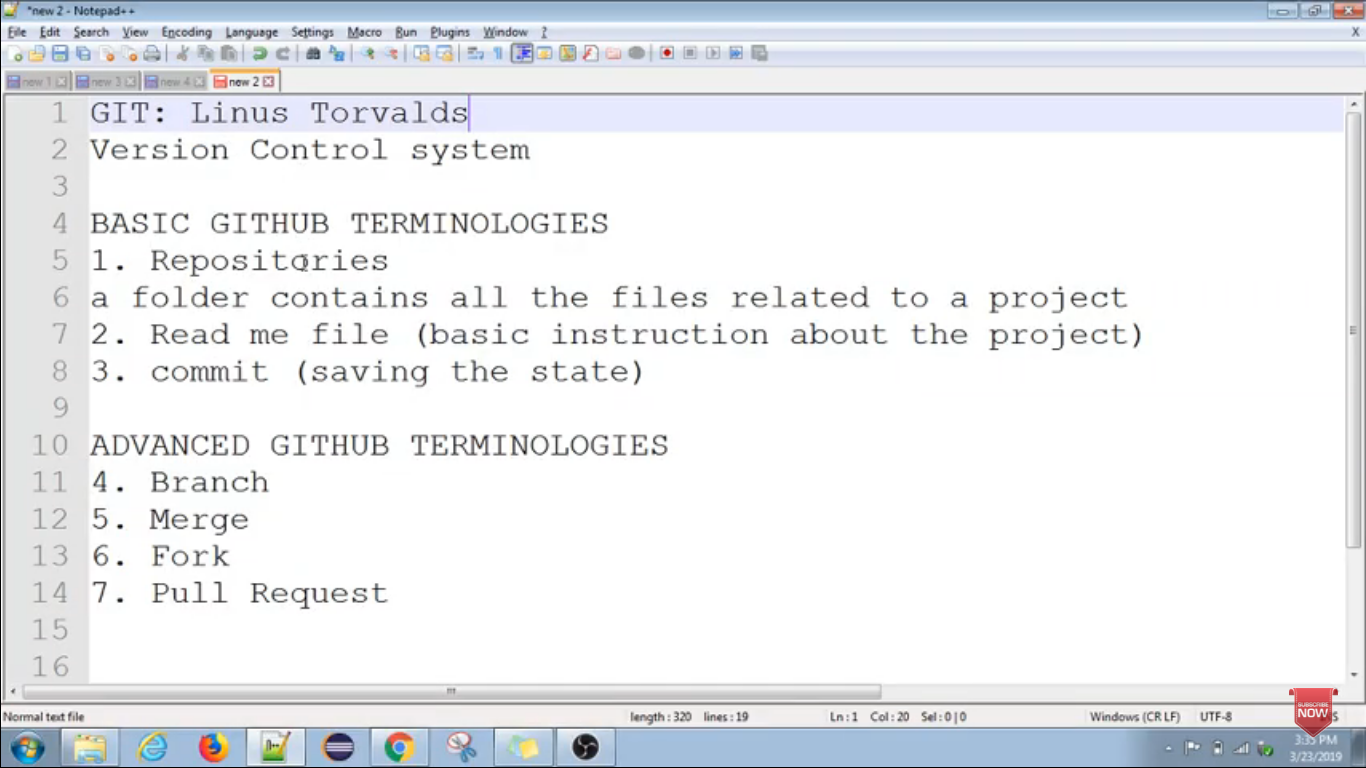 *new 2 - Notepad++
File Edit Search View Encoding Language Settings Macro Run Plugins Window ? X
new 1 new 3 new 4 new 2
1 GIT: Linus Torvalds
2 Version Control system
3
4 BASIC GITHUB TERMINOLOGIES
5 1. Repositories
6 a folder contains all the files related to a project
7 2. Read me file (basic instruction about the project)
8 3. commit (saving the state)
9
10 ADVANCED GITHUB TERMINOLOGIES
11 4. Branch
12 5. Merge
13 6. Fork
14 7. Pull Request
15
16
SUBSCRIBE
NOW
Normal text file length : 320 lines : 19 Ln : 1 Col : 20 Sel : 0 | 0 Windows (CR LF) UTF-8
3:35 PM
3/23/2019